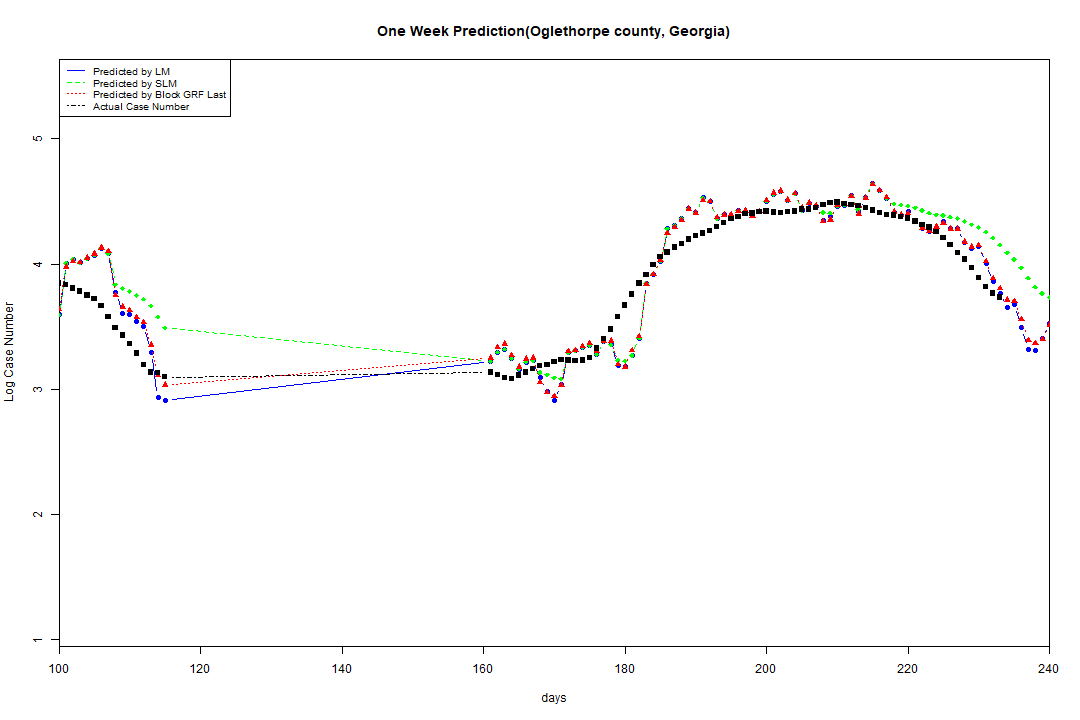 One Week Prediction(Oglethorpe county, Georgia)
Predicted by LM
Predicted by SLM
Predicted by Block GRF Last
Actual Case Number
5
4
3
2
1
Log Case Number
100 120 140 160 180 200 220 240
days